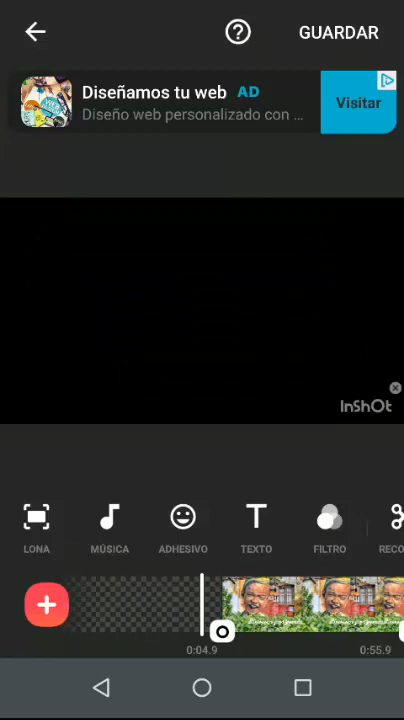 GUARDAR
Diseñamos tu web AD
Diseño web personalizado con ...
Visitar
InShOt
LONA
MÚSICA
ADHESIVO
TEXTO
FILTRO
RECO
0:04.9
0:55.9